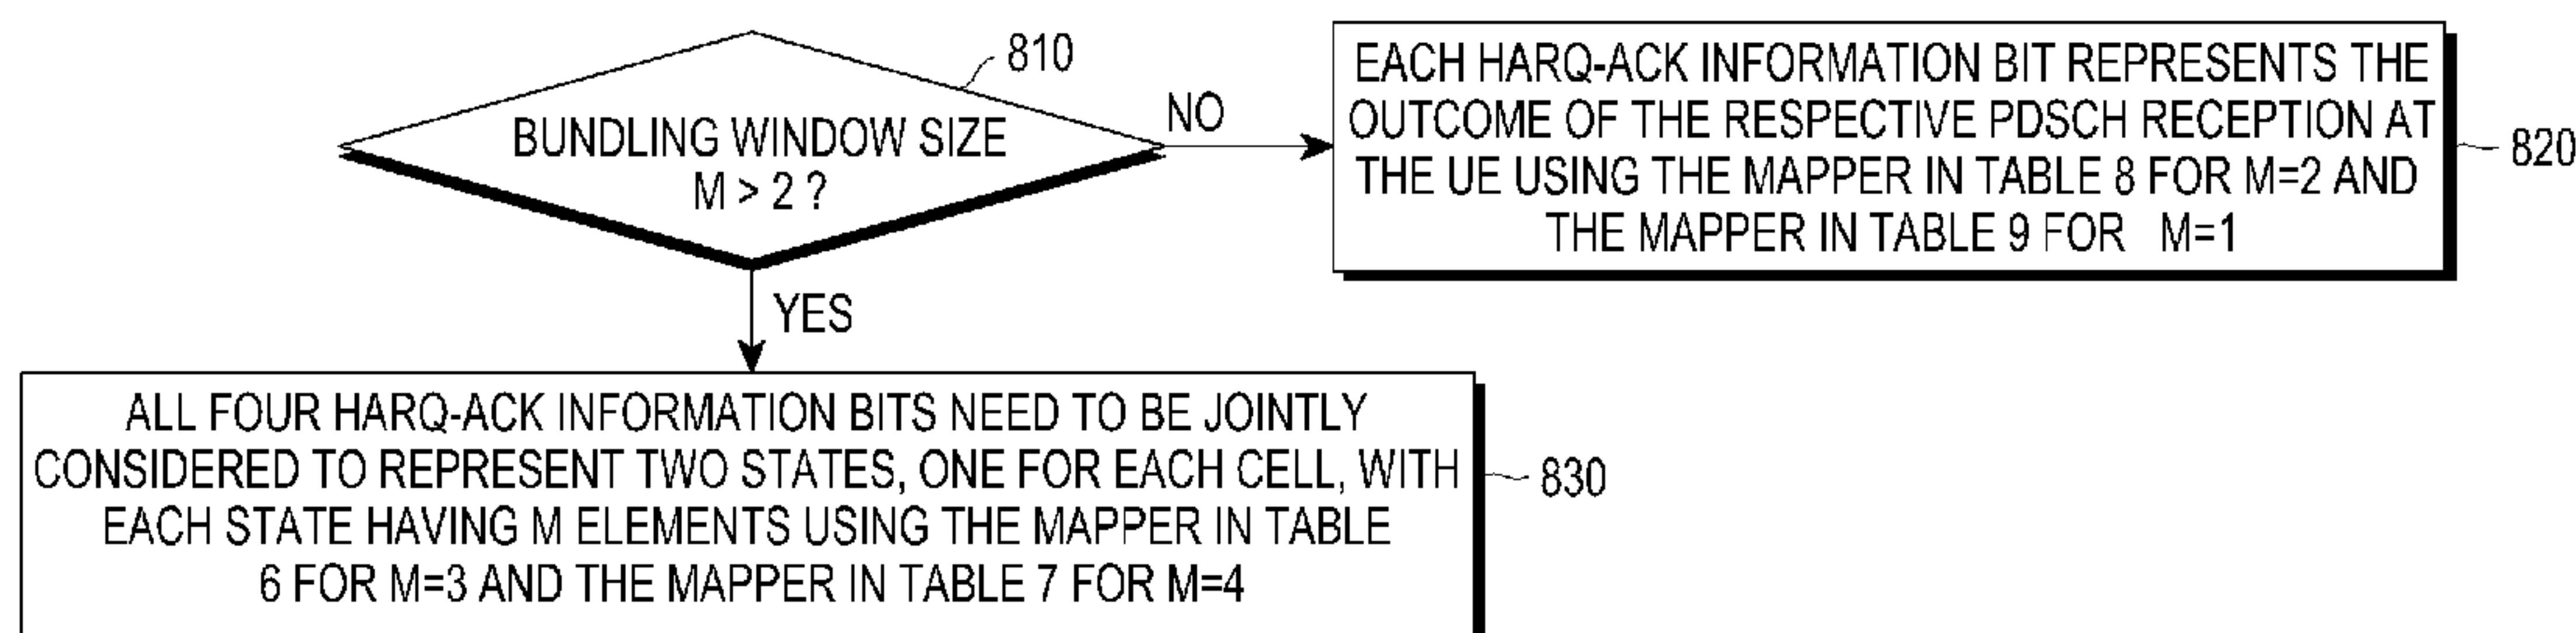 810
BUNDLING WINDOW SIZE
M > 2 ?
NO
EACH HARQ-ACK INFORMATION BIT REPRESENTS THE
OUTCOME OF THE RESPECTIVE PDSCH RECEPTION AT
THE UE USING THE MAPPER IN TABLE 8 FOR M=2 AND
THE MAPPER IN TABLE 9 FOR M=1
820
YES
ALL FOUR HARQ-ACK INFORMATION BITS NEED TO BE JOINTLY
CONSIDERED TO REPRESENT TWO STATES, ONE FOR EACH CELL, WITH
EACH STATE HAVING M ELEMENTS USING THE MAPPER IN TABLE
6 FOR M=3 AND THE MAPPER IN TABLE 7 FOR M=4
830